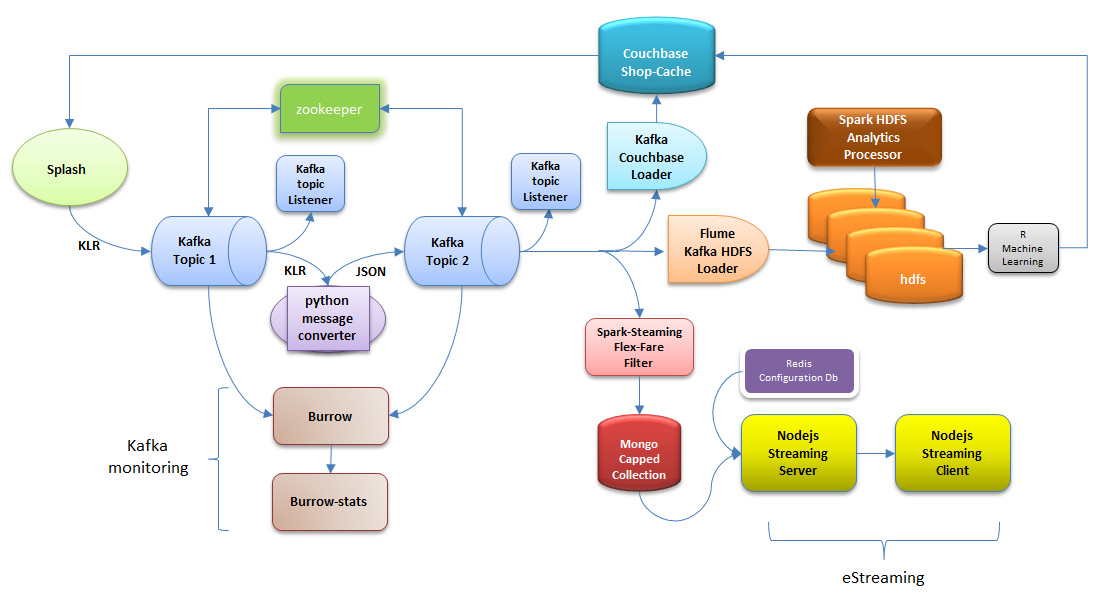 Couchbase
Shop-Cache
zookeeper
Spark HDFS
Analytics
Processor
Kafka
Couchbase
Loader
Splash
Kafka
topic
Listener
Kafka
topic
Listener
KLR
Kafka
Topic 1
Kafka
Topic 2
Flume
Kafka HDFS
Loader
R
Machine
Learning
hdfs
KLR
JSON
python
message
converter
Spark-Steaming
Flex-Fare
Filter
Redis
Configuration Db
Burrow
Kafka
monitoring
Mongo
Capped
Collection
Nodejs
Streaming
Server
Nodejs
Streaming
Client
Burrow-stats
eStreaming